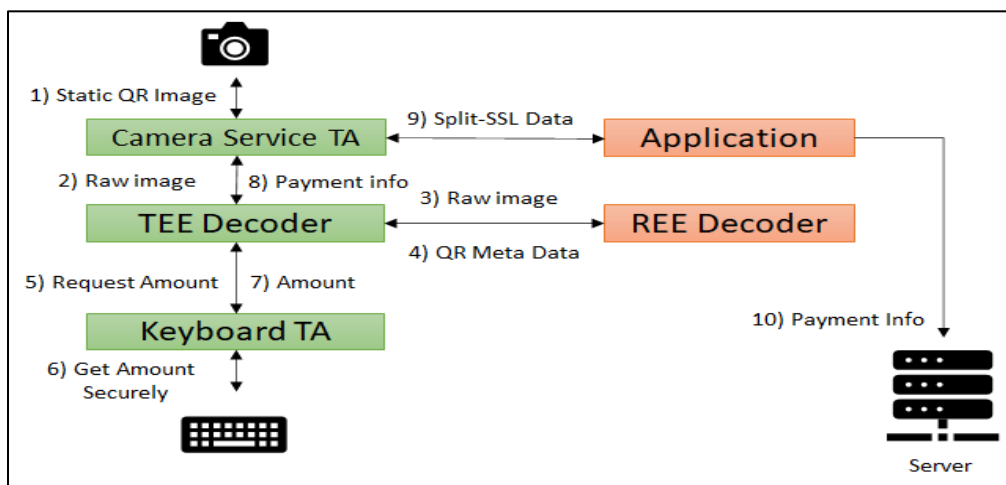 1) Static QR Image
Camera Service TA
9) Split-SSL Data
Application
2) Raw image
8) Payment info
TEE Decoder
3) Raw image
REE Decoder
4) QR Meta Data
5) Request Amount
7) Amount
Keyboard TA
10) Payment Info
6) Get Amount
Securely
Server